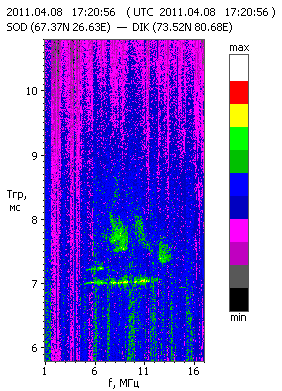 2011.04.08 17:20:56 (UTC 2011.04.08 17:20:56)
SOD (67.37N 26.63E) — DIK (73.52N 80.68E)
max
10
9
Tгр,
мс
8
7
6
min
1 6 11 16
f, МГц